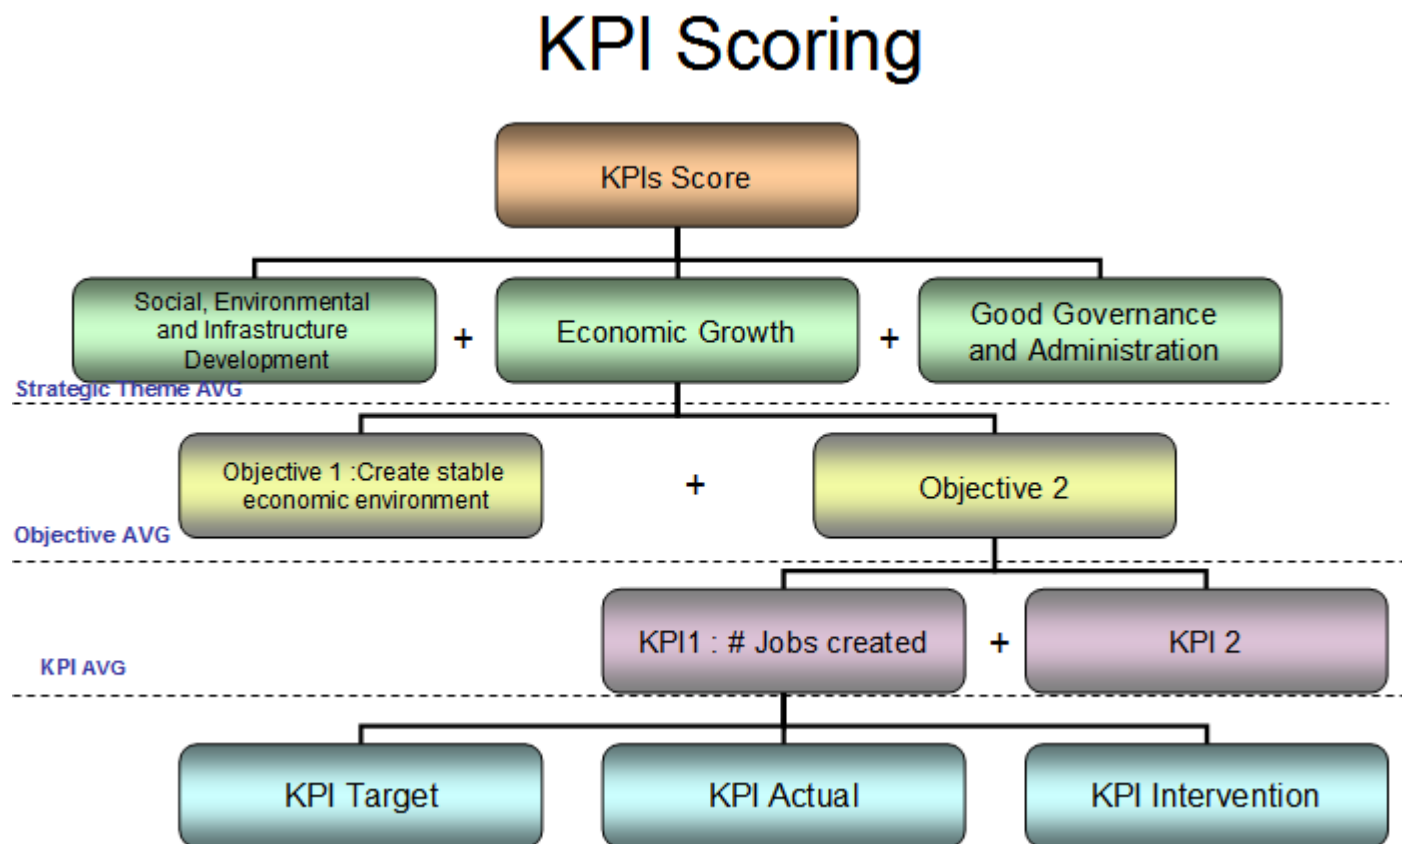 KPI Scoring
KPIs Score
Social, Environmental
and Infrastructure
Development
+
Economic Growth
+
Good Governance
and Administration
Strategic Theme AVG
Objective 1 :Create stable
economic environment
+
Objective 2
Objective AVG
KPI1 : # Jobs created
+
KPI 2
KPI AVG
KPI Target
KPI Actual
KPI Intervention